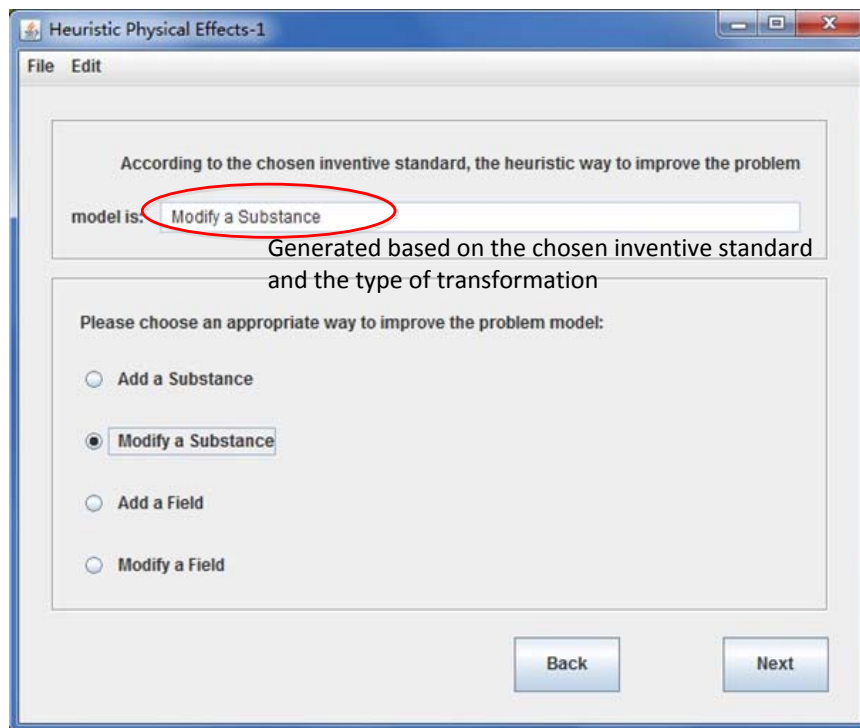 Heuristic Physical Effects-1
File Edit
According to the chosen inventive standard, the heuristic way to improve the problem
model is: Modify a Substance
Generated based on the chosen inventive standard
and the type of transformation
Please choose an appropriate way to improve the problem model:
Add a Substance
Modify a Substance
Add a Field
Modify a Field
Back Next